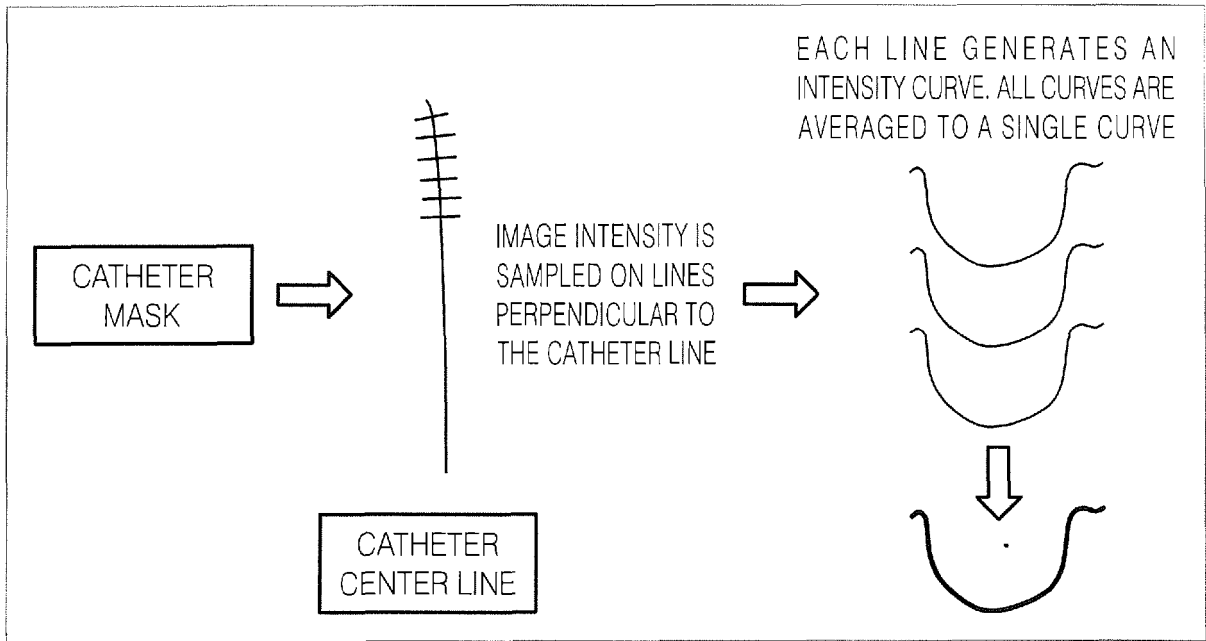 EACH LINE GENERATES AN
INTENSITY CURVE. ALL CURVES ARE
AVERAGED TO A SINGLE CURVE
CATHETER
MASK
IMAGE INTENSITY IS
SAMPLED ON LINES
PERPENDICULAR TO
THE CATHETER LINE
CATHETER
CENTER LINE